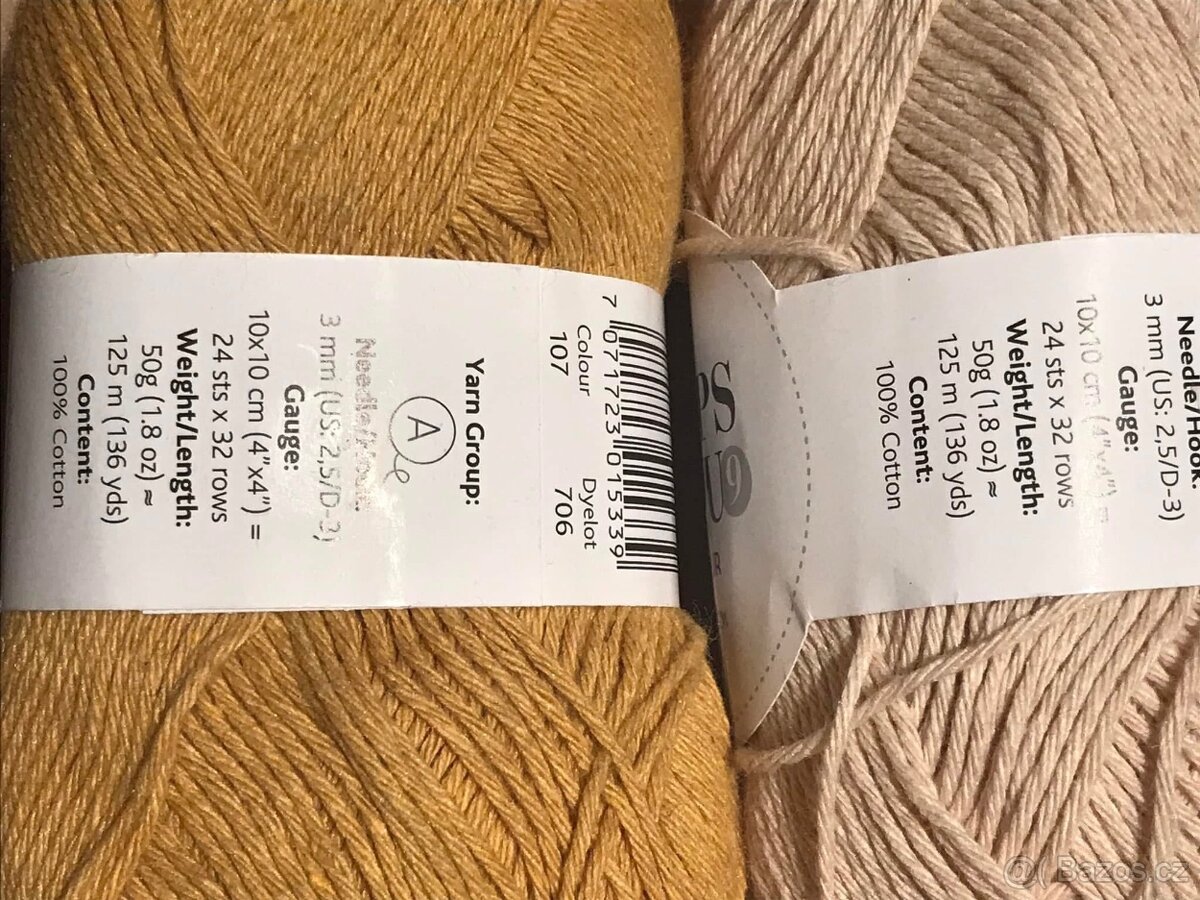 7 071723 015339
Colour
107
Dyelot
706
Yarn Group:
A
Needle/Hook:
3 mm (US: 2,5/D-3)
Gauge:
10x10 cm (4"x4") =
24 sts x 32 rows
Weight/Length:
50g (1.8 oz) ≈
125 m (136 yds)
Content:
100% Cotton
Needle/Hook:
3 mm (US: 2,5/D-3)
Gauge:
10x10 cm (4"x4") =
24 sts x 32 rows
Weight/Length:
50g (1.8 oz) ≈
125 m (136 yds)
Content:
100% Cotton
Bazos.cz